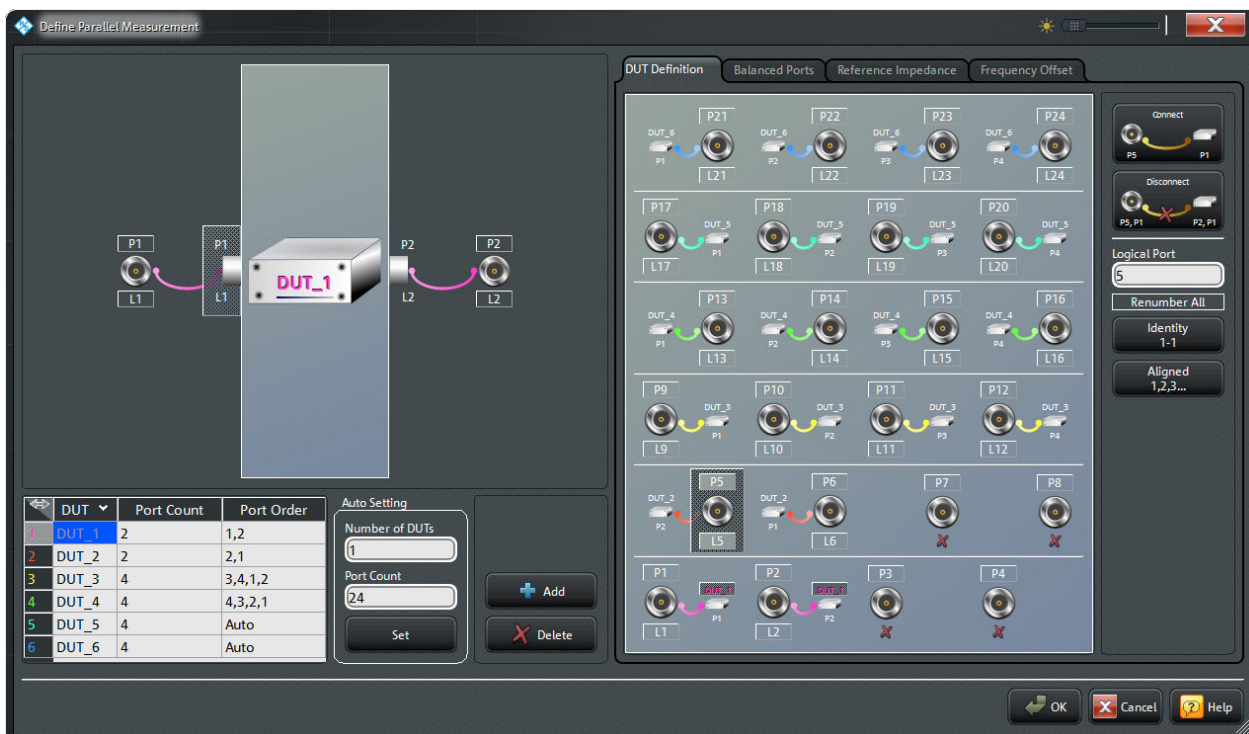 Define Parallel Measurement
P1 P1 P2 P2
DUT_1
L1 L1 L2 L2
DUT Port Count Port Order
1 DUT_1 2 1,2
2 DUT_2 2 2,1
3 DUT_3 4 3,4,1,2
4 DUT_4 4 4,3,2,1
5 DUT_5 4 Auto
6 DUT_6 4 Auto
Auto Setting
Number of DUTs
1
Port Count
24
Set
Add
Delete
DUT Definition Balanced Ports Reference Impedance Frequency Offset
P21 P22 P23 P24
DUT_6 DUT_6 DUT_6 DUT_6
P1 P2 P3 P4
L21 L22 L23 L24
P17 P18 P19 P20
DUT_5 DUT_5 DUT_5 DUT_5
P1 P2 P3 P4
L17 L18 L19 L20
P13 P14 P15 P16
DUT_4 DUT_4 DUT_4 DUT_4
P1 P2 P3 P4
L13 L14 L15 L16
P9 P10 P11 P12
DUT_3 DUT_3 DUT_3 DUT_3
P1 P2 P3 P4
L9 L10 L11 L12
P5 P6 P7 P8
DUT_2 DUT_2
P2 P1
L5 L6
P1 P2 P3 P4
DUT_1 DUT_1
P1 P2
L1 L2
Connect
P5 P1
Disconnect
P5, P1 P2, P1
Logical Port
5
Renumber All
Identity
1-1
Aligned
1,2,3...
OK Cancel Help